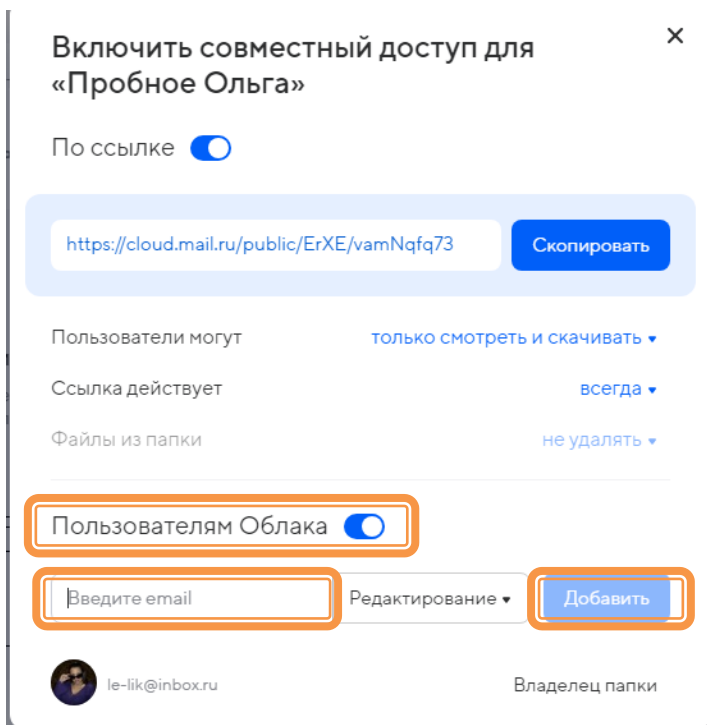 Включить совместный доступ для
«Пробное Ольга»
По ссылке
https://cloud.mail.ru/public/ErXE/vamNqfq73 Скопировать
Пользователи могут только смотреть и скачивать
Ссылка действует всегда
Файлы из папки не удалять
Пользователям Облака
Введите email Редактирование Добавить
le-lik@inbox.ru Владелец папки